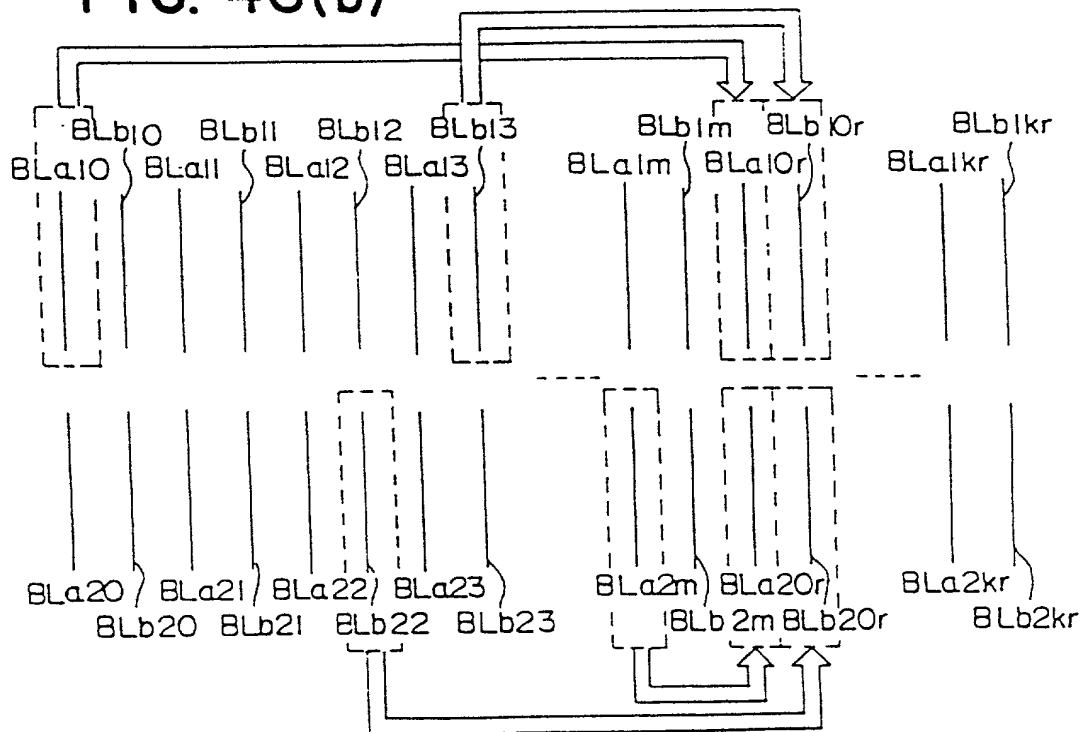 FIG. 48(b)
BLb10 BLb11 BLb12 BLb13 BLb1m BLb10r BLb1kr
BLa10 BLa11 BLa12 BLa13 BLa1m BLa10r BLa1kr
BLa20 BLa21 BLa22 BLa23 BLa2m BLa20r BLa2kr
BLb20 BLb21 BLb22 BLb23 BLb2m BLb20r BLb2kr